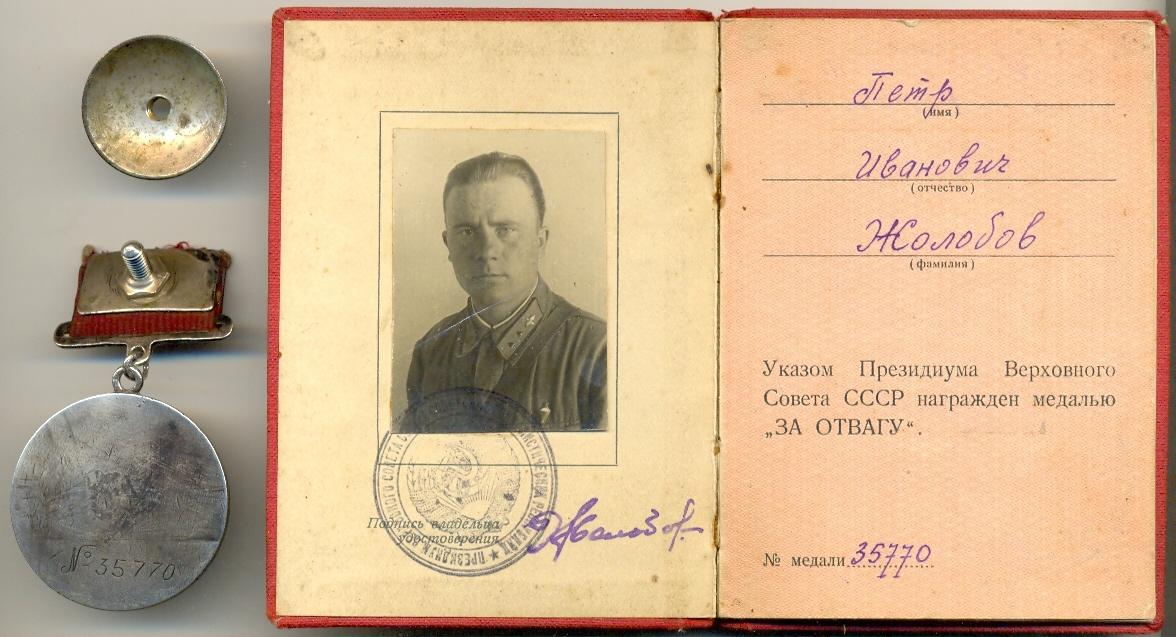 № 35770
Подпись владельца
удостоверения
Жолобов
Петр
(имя)
Иванович
(отчество)
Жолобов
(фамилия)
Указом Президиума Верховного
Совета СССР награжден медалью
„ЗА ОТВАГУ“.
№ медали 35770